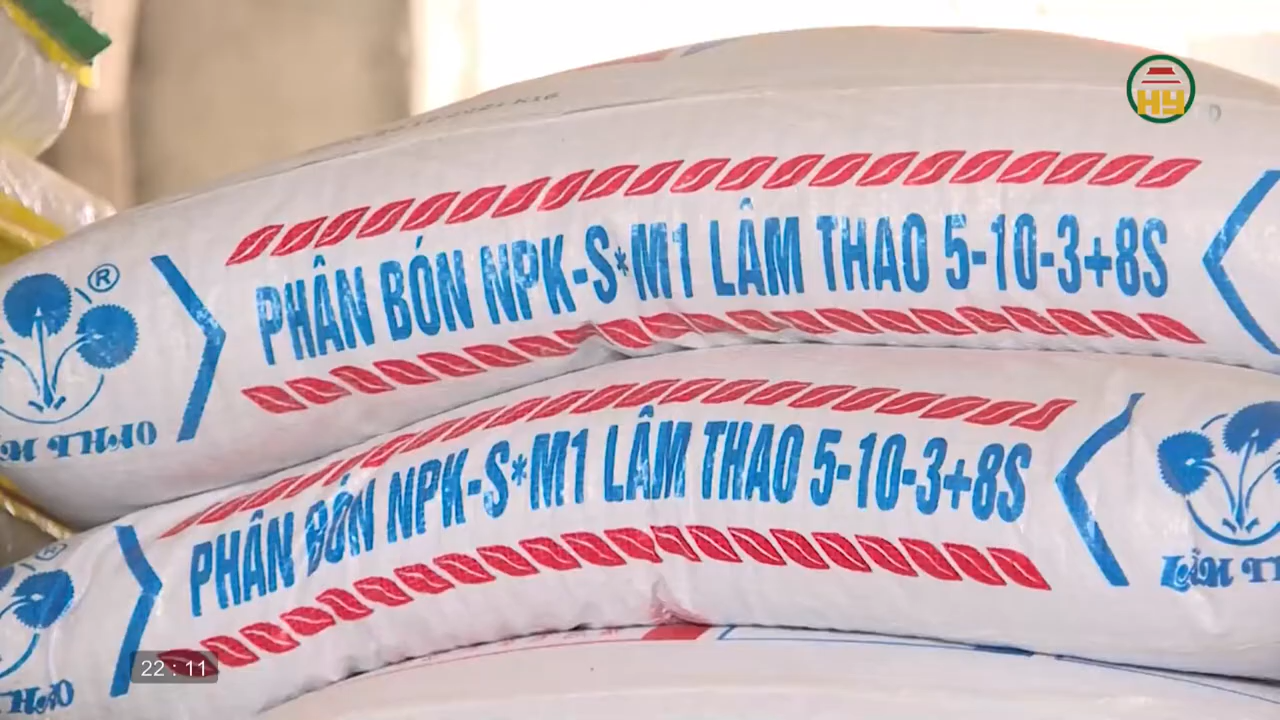 HY
®
PHÂN BÓN NPK-S*M1 LÂM THAO 5-10-3+8S
PHÂN BÓN NPK-S*M1 LÂM THAO 5-10-3+8S
22 : 11